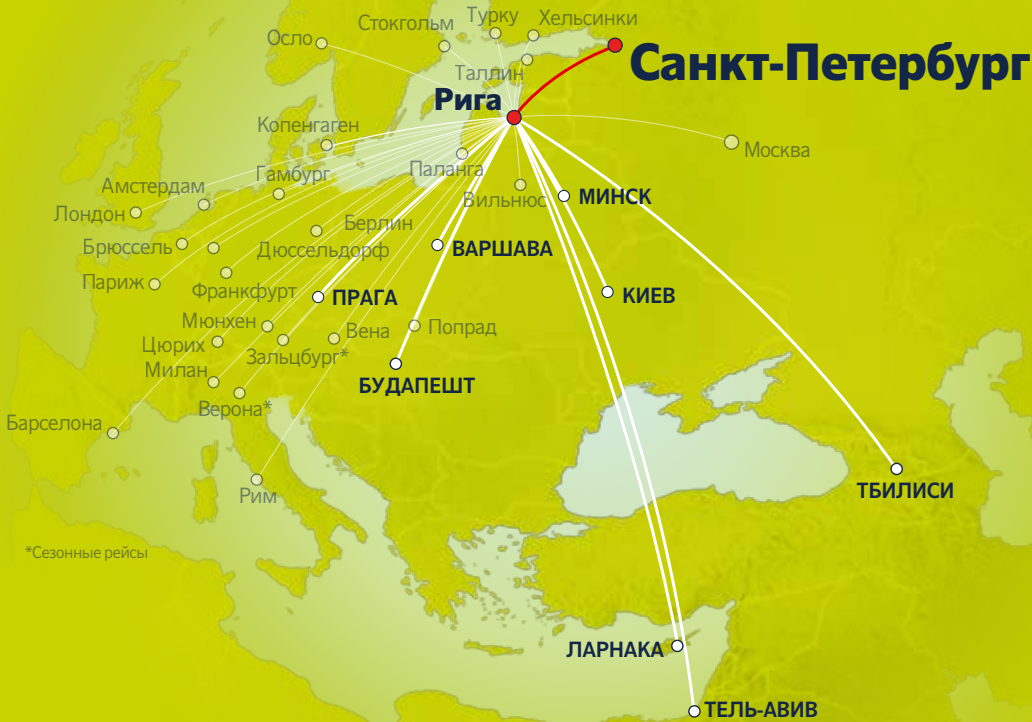 Турку
Хельсинки
Стокгольм
Осло
Санкт-Петербург
Таллин
Рига
Копенгаген
Москва
Паланга
Гамбург
Амстердам
Вильнюс
МИНСК
Лондон
Берлин
Брюссель
Дюссельдорф
ВАРШАВА
Париж
Франкфурт
ПРАГА
КИЕВ
Мюнхен
Вена
Попрад
Цюрих
Зальцбург*
Милан
БУДАПЕШТ
Верона*
Барселона
Рим
ТБИЛИСИ
*Сезонные рейсы
ЛАРНАКА
ТЕЛЬ-АВИВ